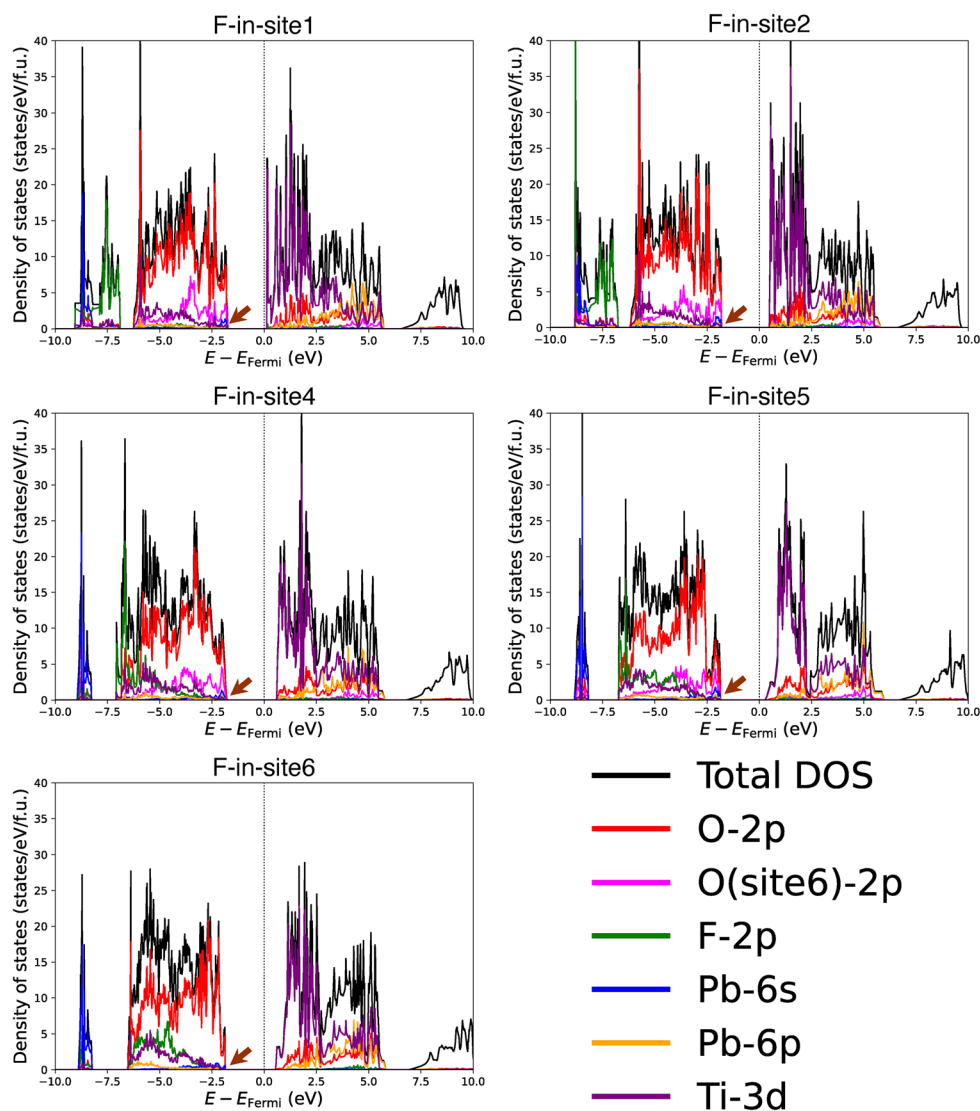 F-in-site1
Density of states (states/eV/f.u.)
40
35
30
25
20
15
10
5
0
−10.0 −7.5 −5.0 −2.5 0.0 2.5 5.0 7.5 10.0
E − EFermi (eV)
F-in-site2
Density of states (states/eV/f.u.)
40
35
30
25
20
15
10
5
0
−10.0 −7.5 −5.0 −2.5 0.0 2.5 5.0 7.5 10.0
E − EFermi (eV)
F-in-site4
Density of states (states/eV/f.u.)
40
35
30
25
20
15
10
5
0
−10.0 −7.5 −5.0 −2.5 0.0 2.5 5.0 7.5 10.0
E − EFermi (eV)
F-in-site5
Density of states (states/eV/f.u.)
40
35
30
25
20
15
10
5
0
−10.0 −7.5 −5.0 −2.5 0.0 2.5 5.0 7.5 10.0
E − EFermi (eV)
F-in-site6
Density of states (states/eV/f.u.)
40
35
30
25
20
15
10
5
0
−10.0 −7.5 −5.0 −2.5 0.0 2.5 5.0 7.5 10.0
E − EFermi (eV)
Total DOS
O-2p
O(site6)-2p
F-2p
Pb-6s
Pb-6p
Ti-3d